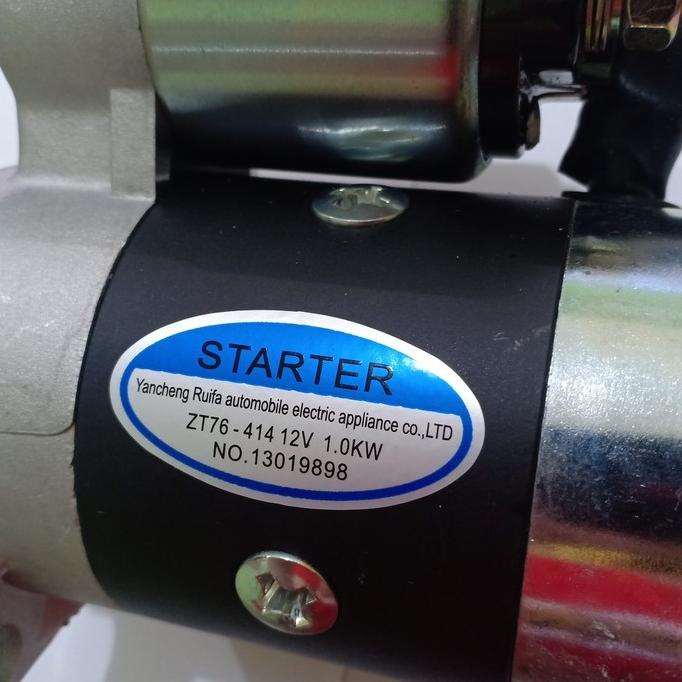 STARTER
Yancheng Ruifa automobile electric appliance co.,LTD
ZT76-414 12V 1.0KW
NO.13019898